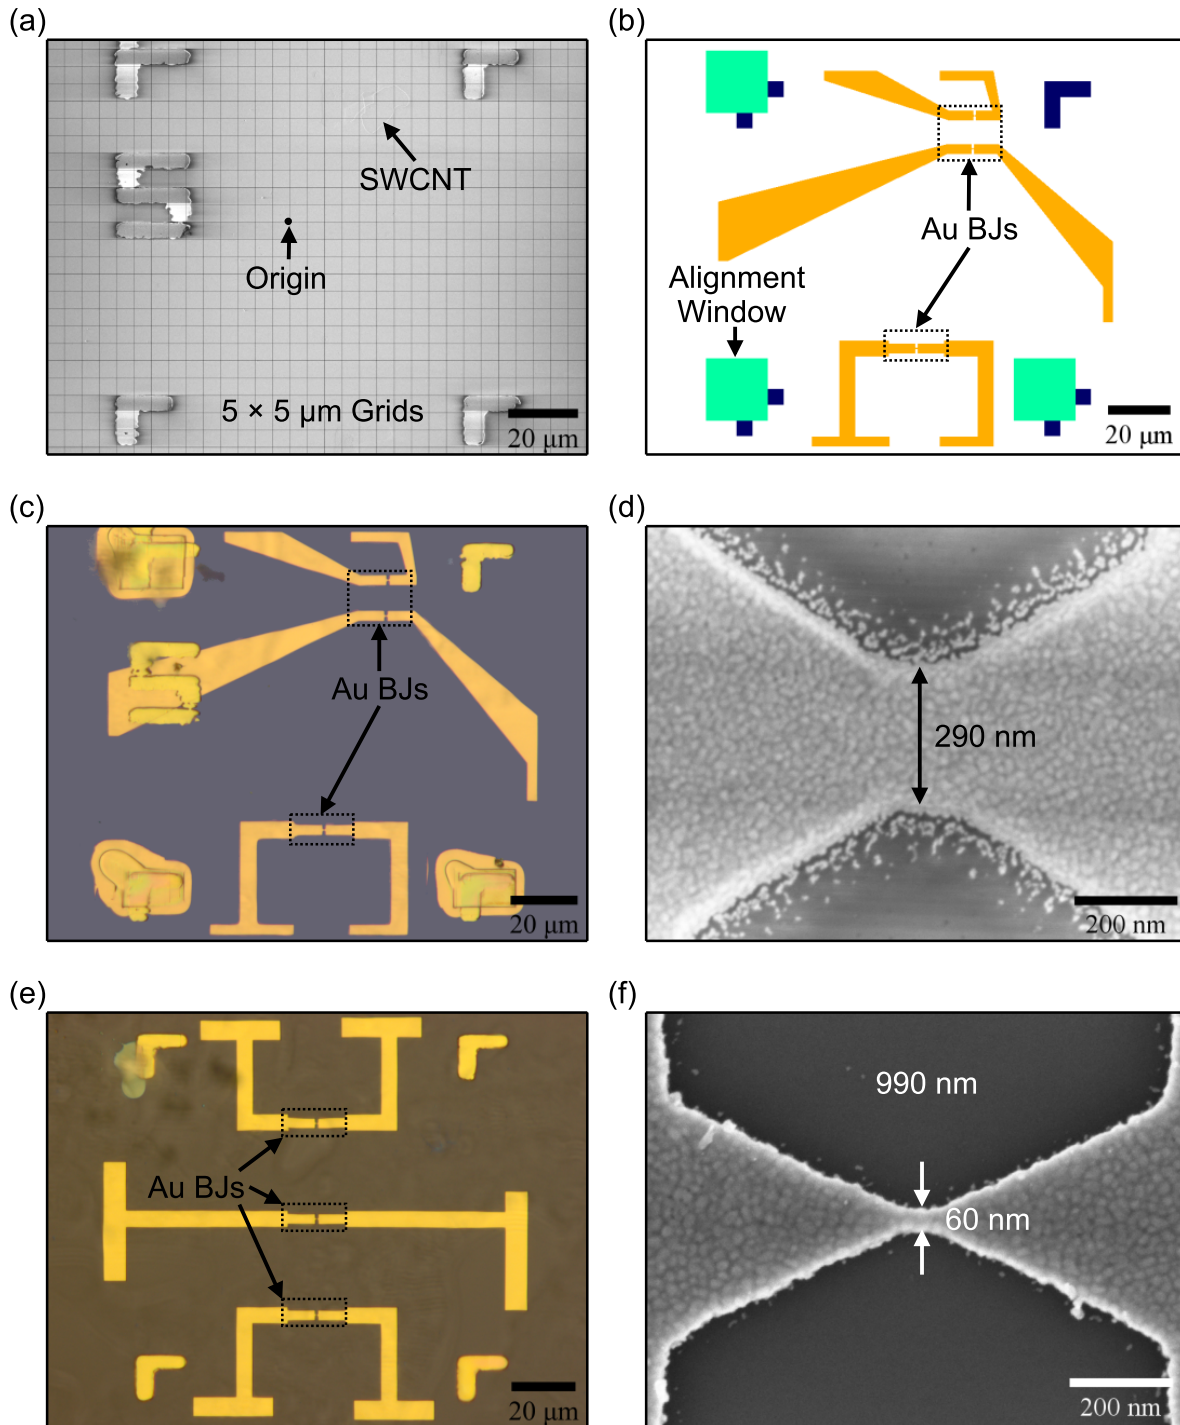 (a)
SWCNT
Origin
5 × 5 μm Grids
20 μm
(b)
Au BJs
Alignment
Window
20 μm
(c)
Au BJs
20 μm
(d)
290 nm
200 nm
(e)
Au BJs
20 μm
(f)
990 nm
60 nm
200 nm